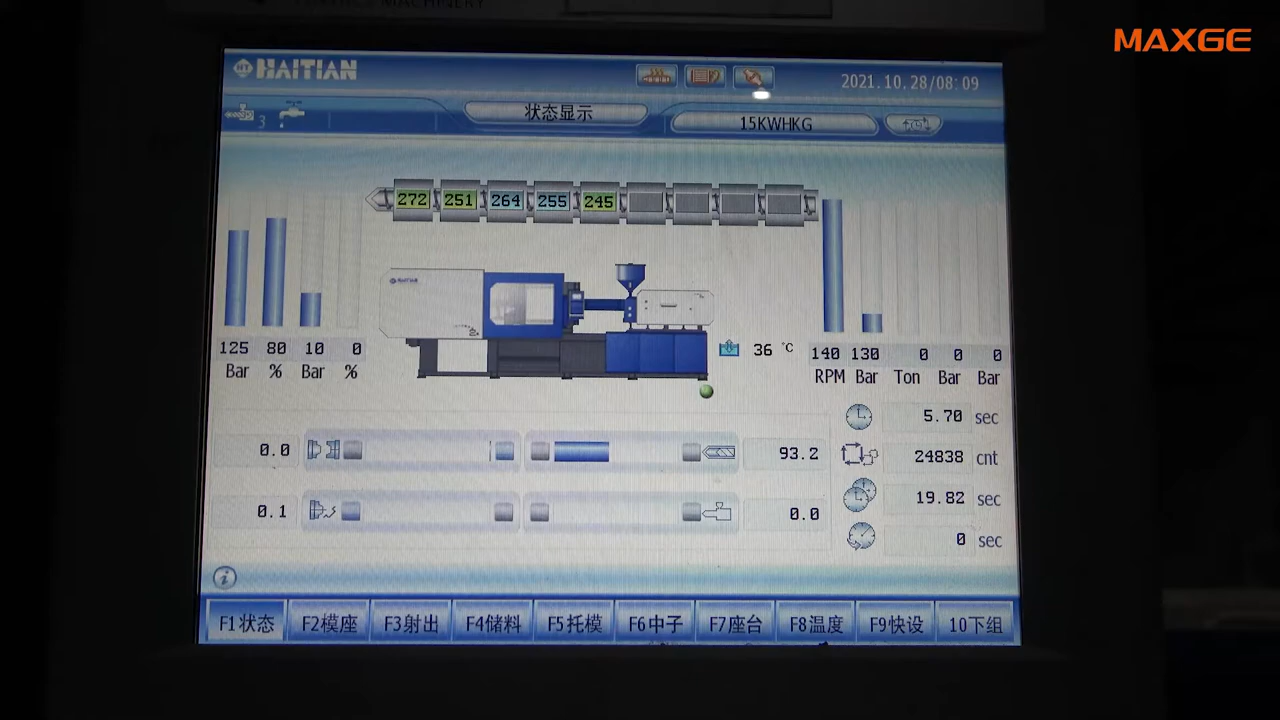 MACHINERY
MAXGE
HT HAITIAN
2021.10.28/08:09
3
状态显示
15KWHKG
272 251 264 255 245
HAITIAN
36 °C
125 80 10 0
Bar % Bar %
140 130 0 0 0
RPM Bar Ton Bar Bar
5.70 sec
0.0
93.2
24838 cnt
19.82 sec
0.1
0.0
0 sec
F1状态 F2模座 F3射出 F4储料 F5托模 F6中子 F7座台 F8温度 F9快设 10下组